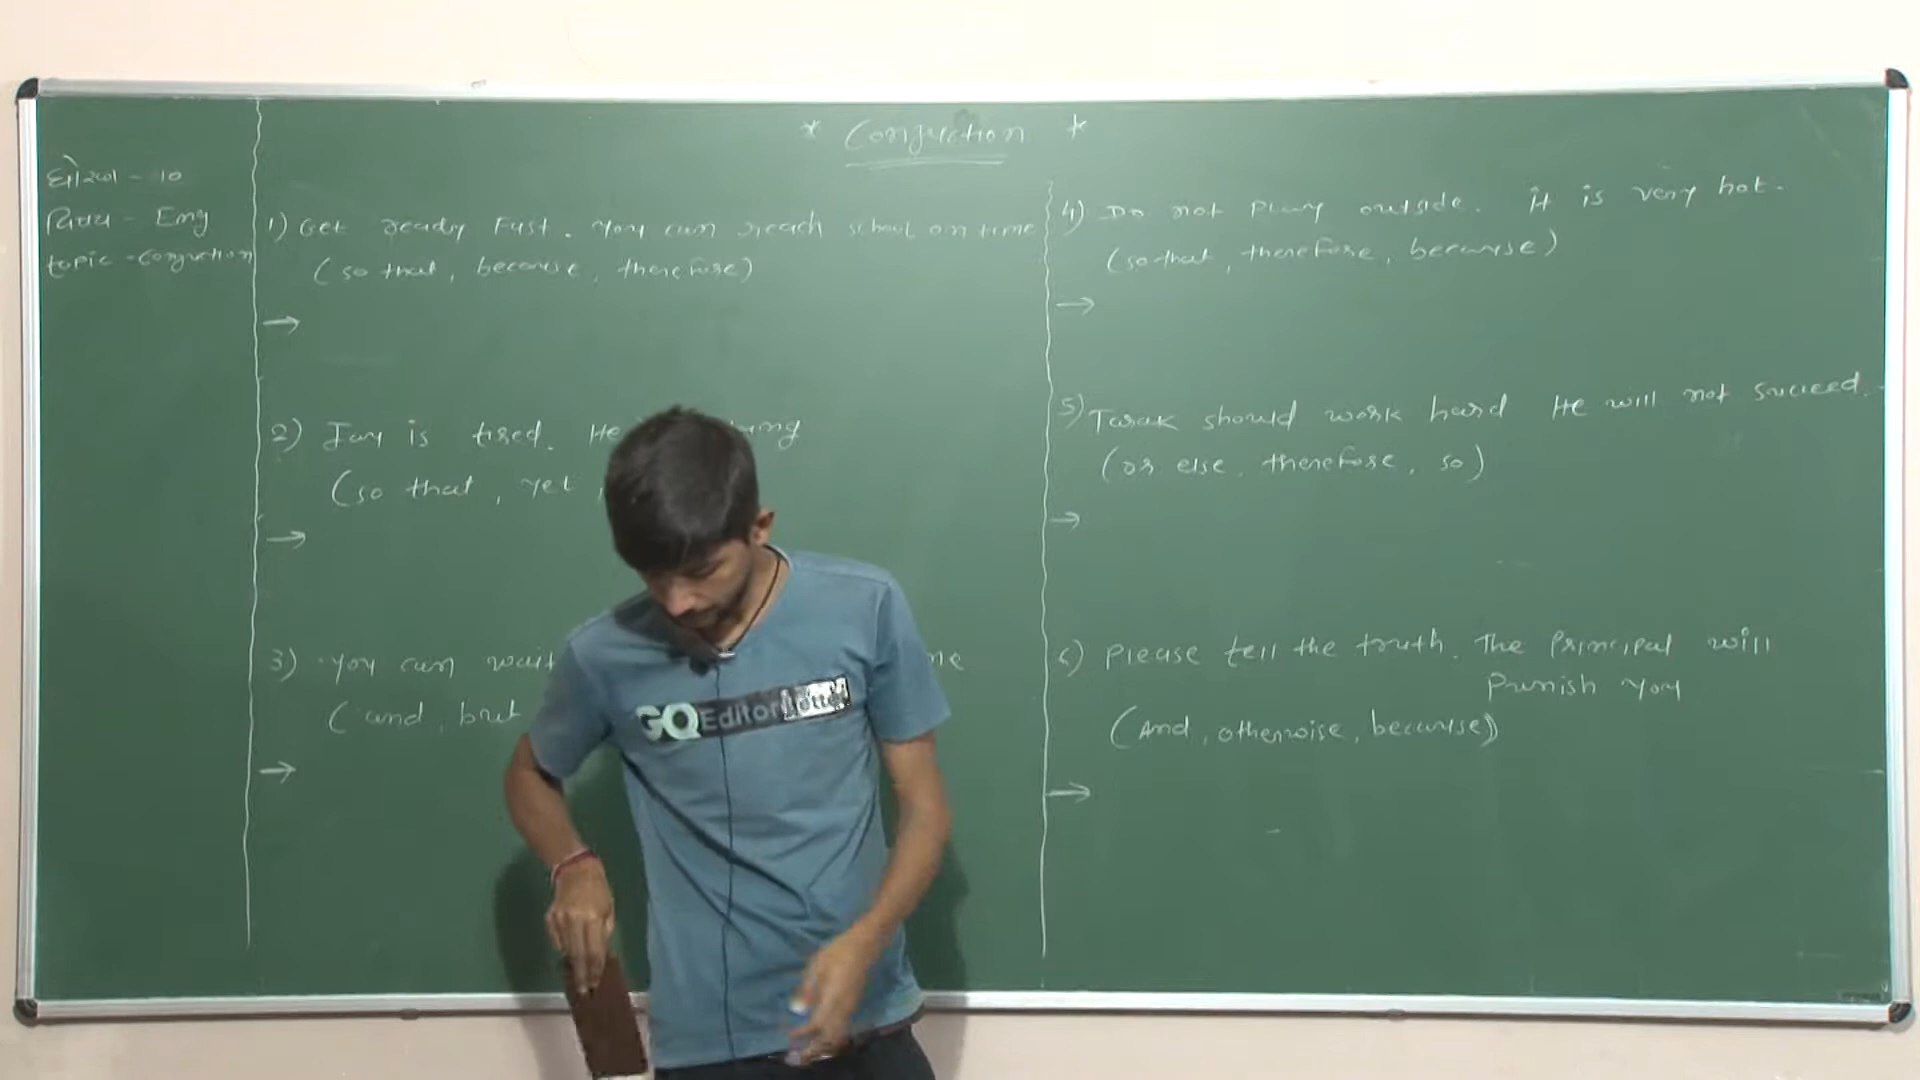 * Conjuction *
ધોરણ - 10
વિષય - Eng
topic - Conjuction
1) Get ready Fast. You can reach school on time
(so that, because, therefore)
→
2) Jay is tired. He
(so that, yet,
→
3) You can wait
(and, but
→
4) Do not Play outside. It is very hot.
(so that, therefore, because)
→
5) Tarak should work hard He will not succeed.
(or else, therefore, so)
→
6) Please tell the truth. The Principal will
Punish You
(And, otherwise, because)
→
GQ Editor